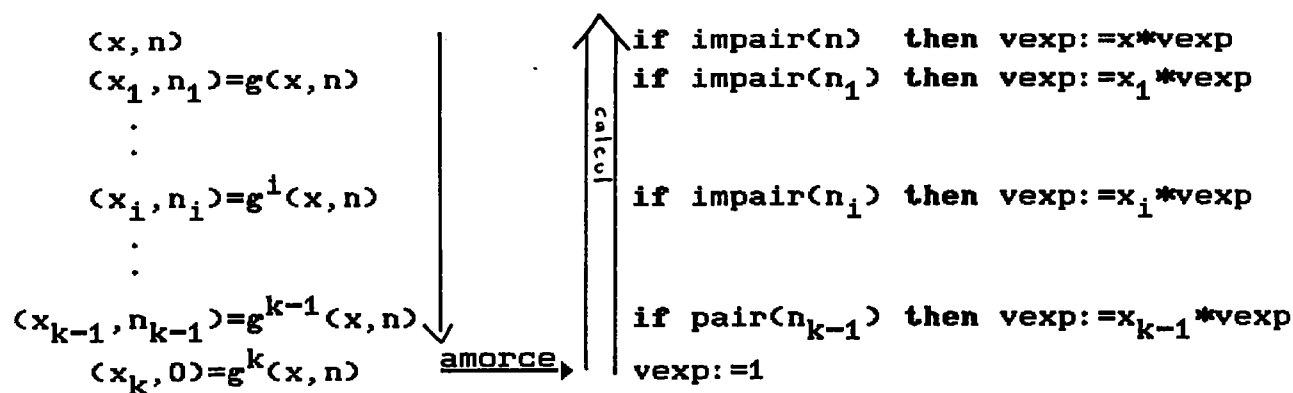 (x,n) if impair(n) then vexp:=x*vexp
(x₁,n₁)=g(x,n) if impair(n₁) then vexp:=x₁*vexp
.
.
calcul
(xᵢ,nᵢ)=gⁱ(x,n) if impair(nᵢ) then vexp:=xᵢ*vexp
.
.
(xₖ₋₁,nₖ₋₁)=gᵏ⁻¹(x,n) if pair(nₖ₋₁) then vexp:=xₖ₋₁*vexp
(xₖ,0)=gᵏ(x,n) amorce vexp:=1